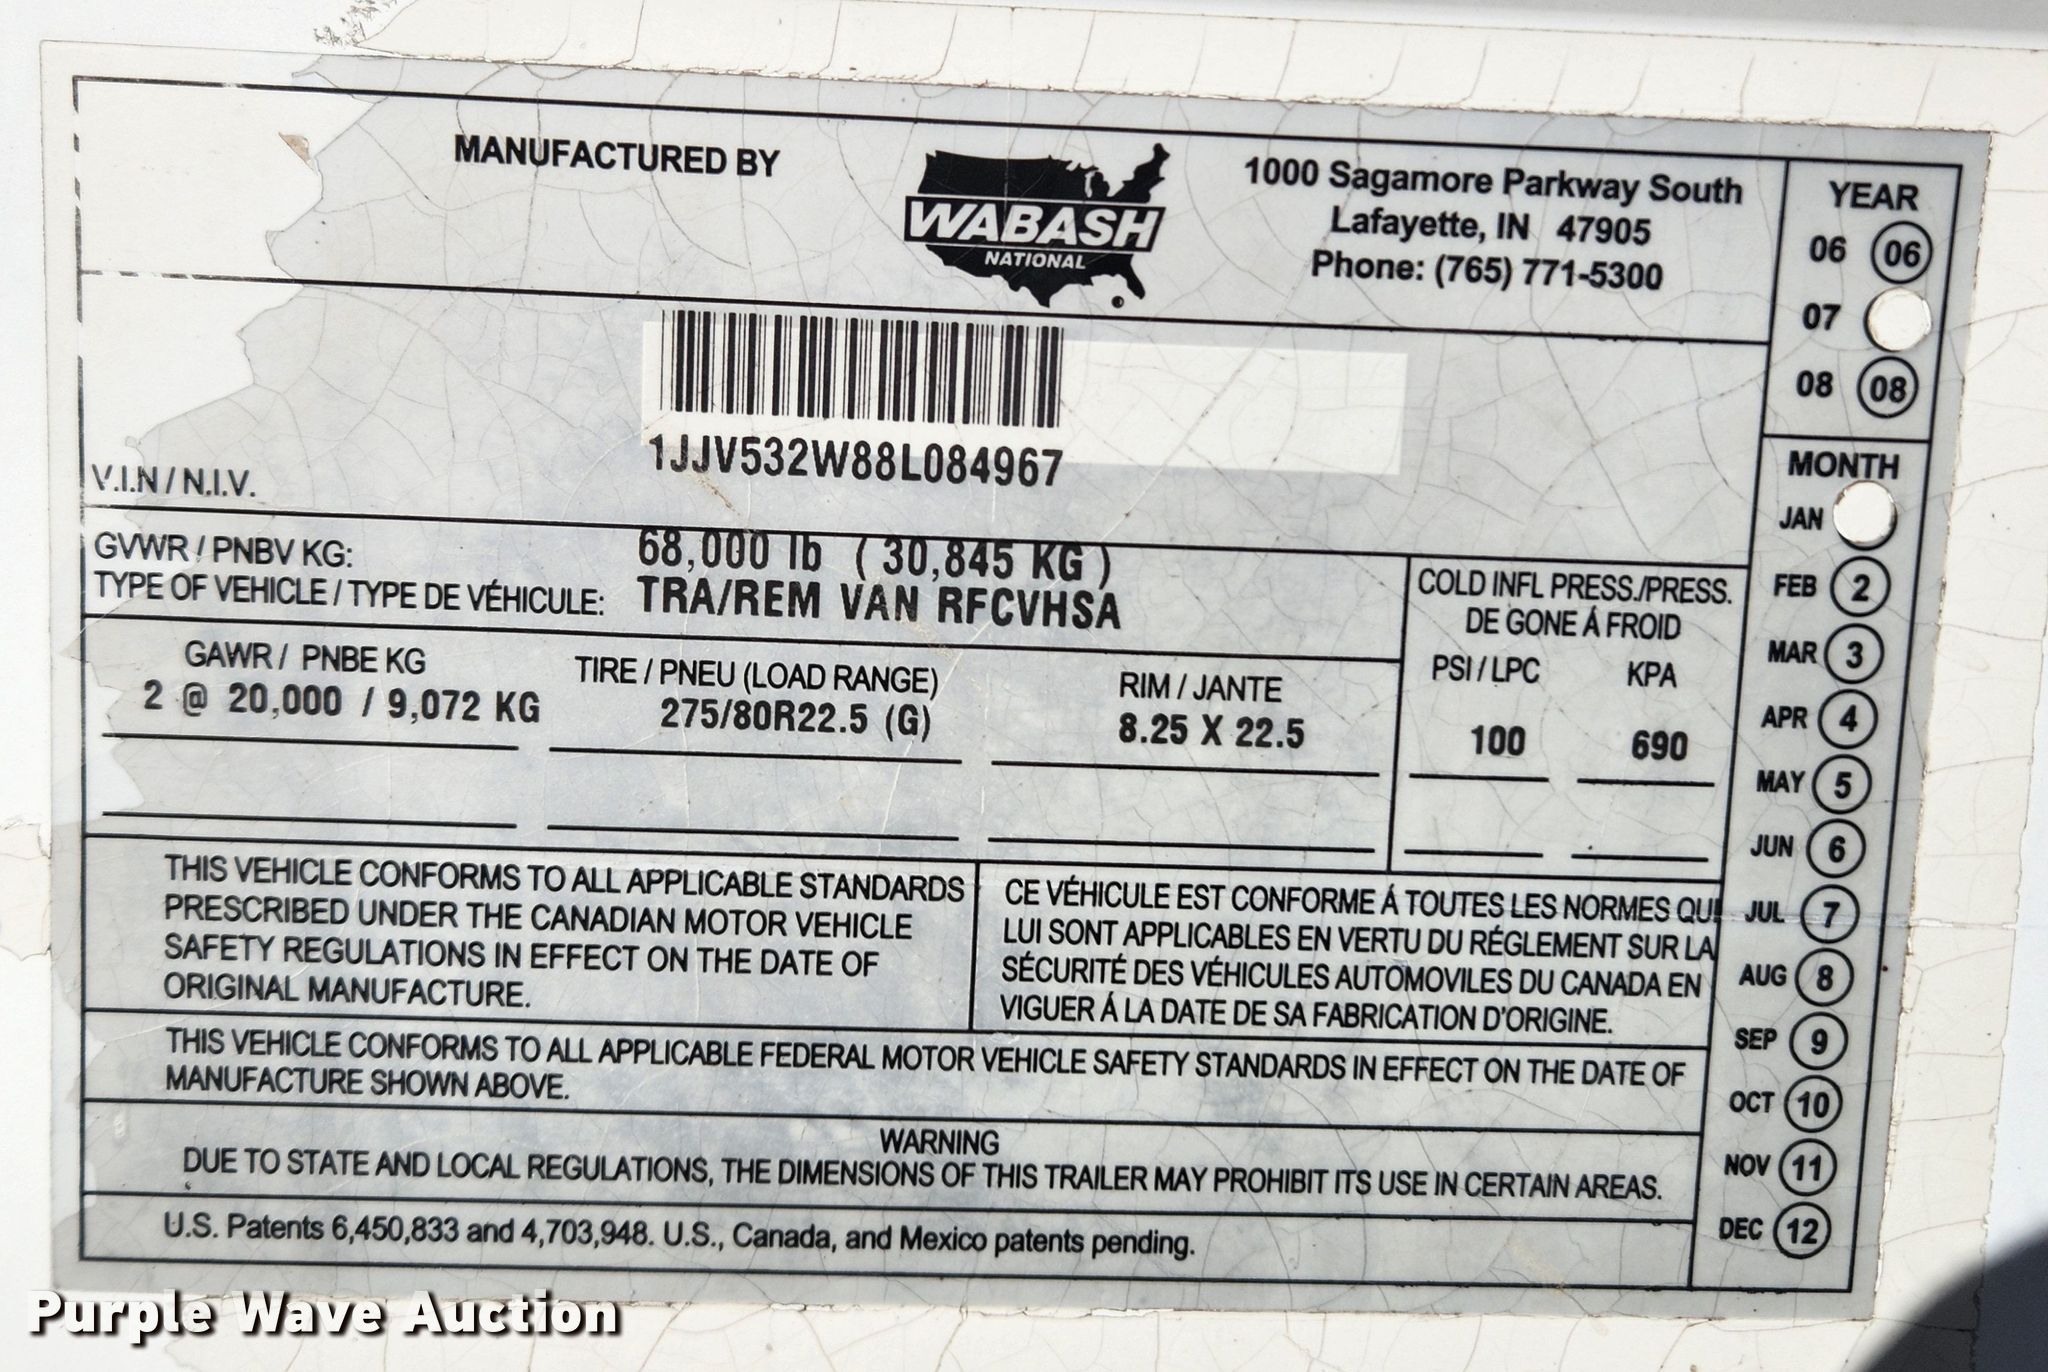 MANUFACTURED BY
WABASH
NATIONAL
1000 Sagamore Parkway South
Lafayette, IN 47905
Phone: (765) 771-5300
YEAR
06 06
07
08 08
1JJV532W88L084967
V.I.N / N.I.V.
GVWR / PNBV KG: 68,000 lb ( 30,845 KG )
TYPE OF VEHICLE / TYPE DE VÉHICULE: TRA/REM VAN RFCVHSA
GAWR / PNBE KG
2 @ 20,000 / 9,072 KG
TIRE / PNEU (LOAD RANGE)
275/80R22.5 (G)
RIM / JANTE
8.25 X 22.5
COLD INFL PRESS./PRESS.
DE GONE Á FROID
PSI / LPC KPA
100 690
MONTH
JAN
FEB 2
MAR 3
APR 4
MAY 5
JUN 6
JUL 7
AUG 8
SEP 9
OCT 10
NOV 11
DEC 12
THIS VEHICLE CONFORMS TO ALL APPLICABLE STANDARDS
PRESCRIBED UNDER THE CANADIAN MOTOR VEHICLE
SAFETY REGULATIONS IN EFFECT ON THE DATE OF
ORIGINAL MANUFACTURE.
CE VÉHICULE EST CONFORME Á TOUTES LES NORMES QUI
LUI SONT APPLICABLES EN VERTU DU RÉGLEMENT SUR LA
SÉCURITÉ DES VÉHICULES AUTOMOVILES DU CANADA EN
VIGUER Á LA DATE DE SA FABRICATION D'ORIGINE.
THIS VEHICLE CONFORMS TO ALL APPLICABLE FEDERAL MOTOR VEHICLE SAFETY STANDARDS IN EFFECT ON THE DATE OF
MANUFACTURE SHOWN ABOVE.
WARNING
DUE TO STATE AND LOCAL REGULATIONS, THE DIMENSIONS OF THIS TRAILER MAY PROHIBIT ITS USE IN CERTAIN AREAS.
U.S. Patents 6,450,833 and 4,703,948. U.S., Canada, and Mexico patents pending.
Purple Wave Auction